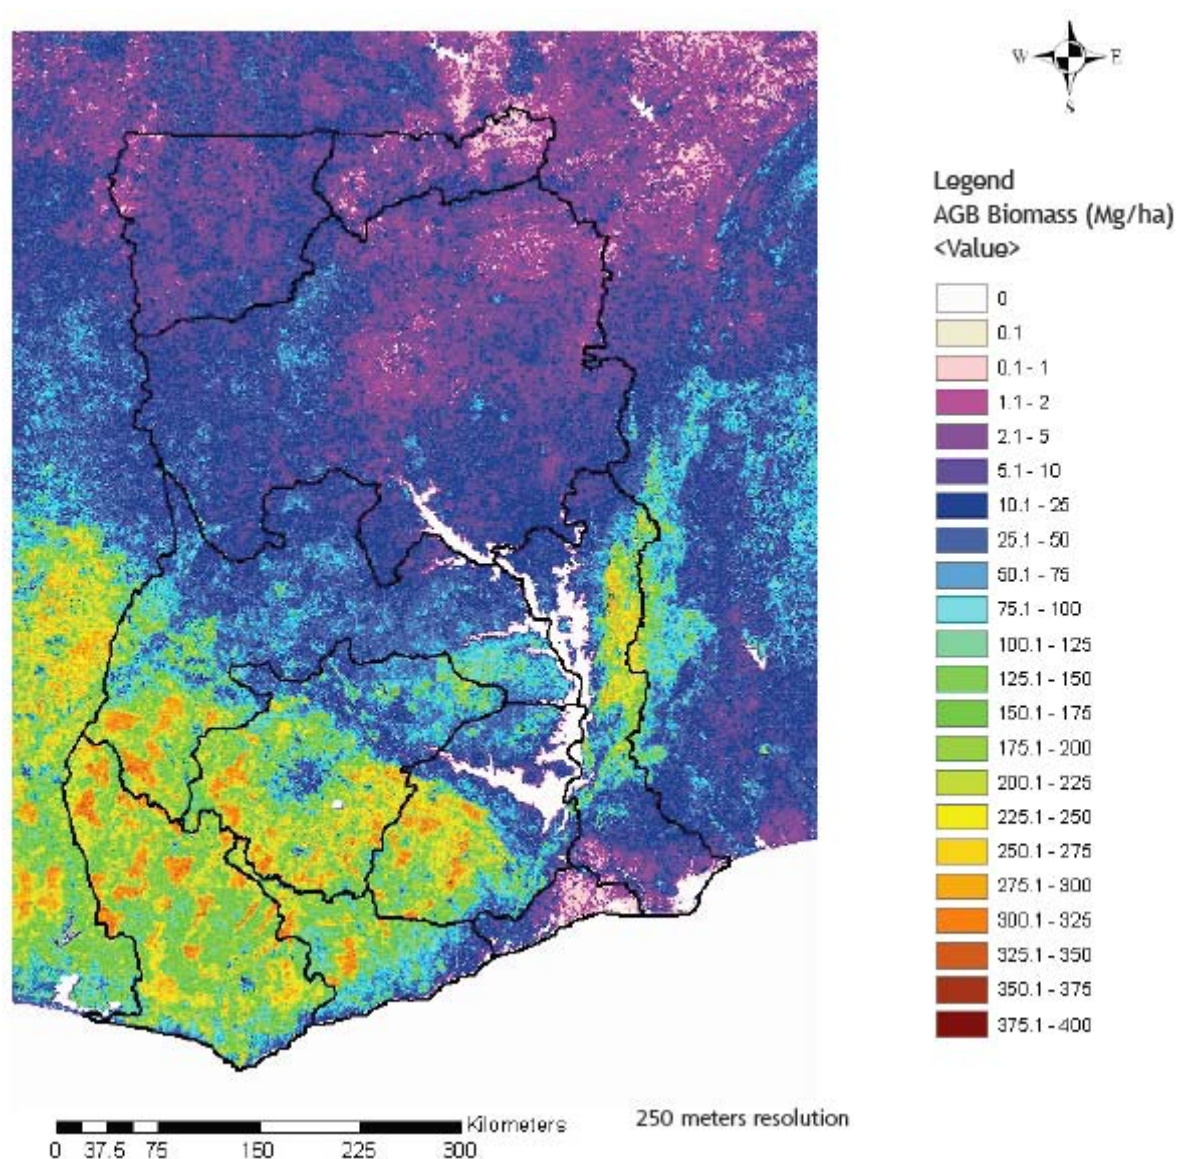 W E
S
Legend
AGB Biomass (Mg/ha)
<Value>
0
0.1
0.1 - 1
1.1 - 2
2.1 - 5
5.1 - 10
10.1 - 25
25.1 - 50
50.1 - 75
75.1 - 100
100.1 - 125
125.1 - 150
150.1 - 175
175.1 - 200
200.1 - 225
225.1 - 250
250.1 - 275
275.1 - 300
300.1 - 325
325.1 - 350
350.1 - 375
375.1 - 400
Kilometers
0 37.5 75 150 225 300
250 meters resolution